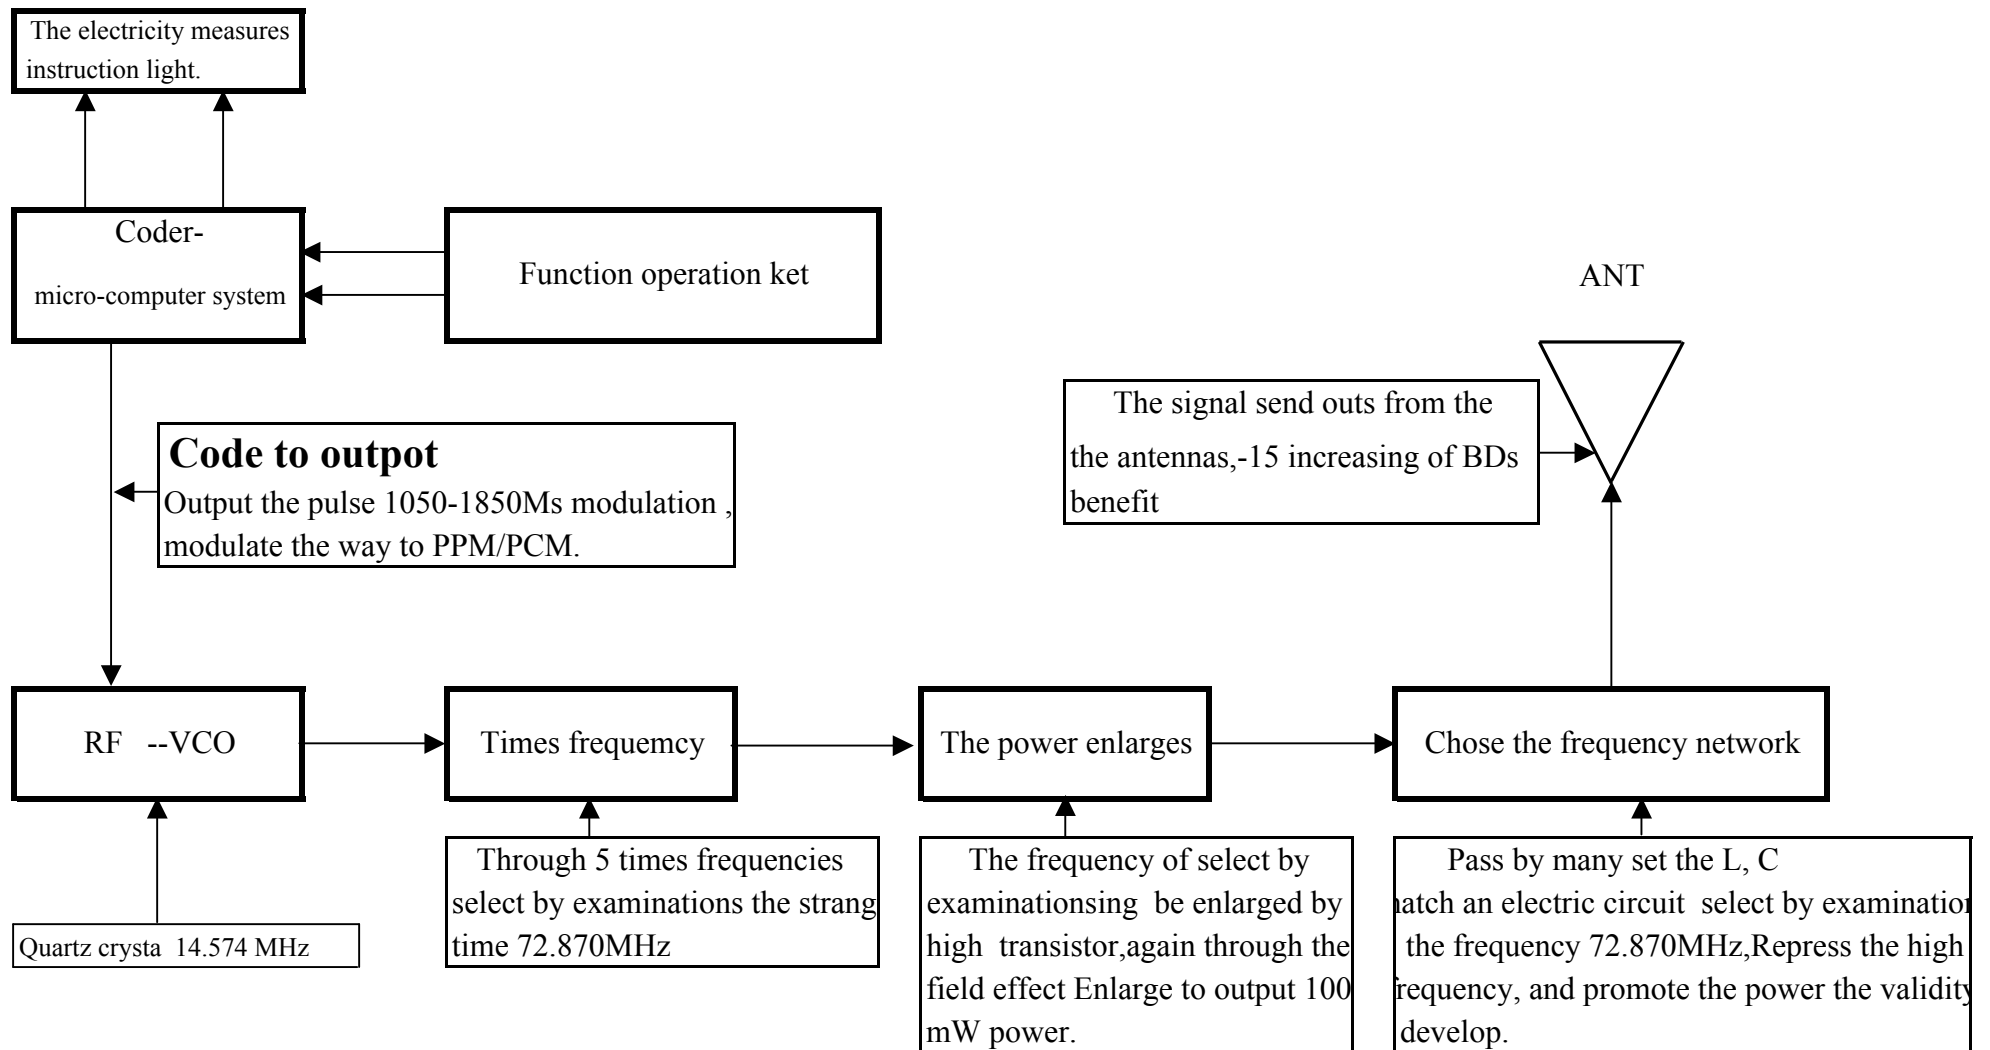 The electricity measures
instruction light.
Coder-
micro-computer system
Function operation ket
ANT
The signal send outs from the
the antennas,-15 increasing of BDs
benefit
Code to outpot
Output the pulse 1050-1850Ms modulation ,
modulate the way to PPM/PCM.
RF --VCO
Times frequemcy
The power enlarges
Chose the frequency network
Quartz crysta 14.574 MHz
Through 5 times frequencies
select by examinations the strang
time 72.870MHz
The frequency of select by
examinationsing be enlarged by
high transistor,again through the
field effect Enlarge to output 100
mW power.
Pass by many set the L, C
an electric circuit select by
the frequency 72.870MHz,Repress the high
and promote the power the validity
develop.